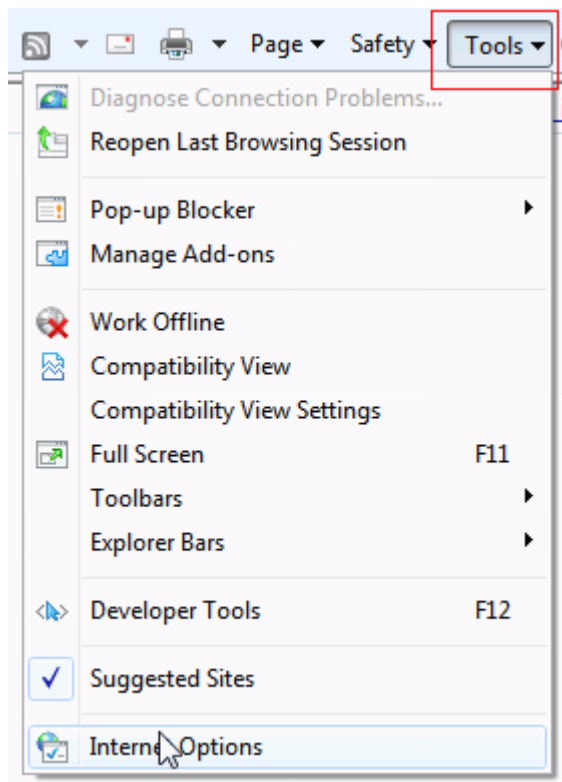 Page Safety Tools
Diagnose Connection Problems...
Reopen Last Browsing Session
Pop-up Blocker
Manage Add-ons
Work Offline
Compatibility View
Compatibility View Settings
Full Screen F11
Toolbars
Explorer Bars
Developer Tools F12
Suggested Sites
Internet Options